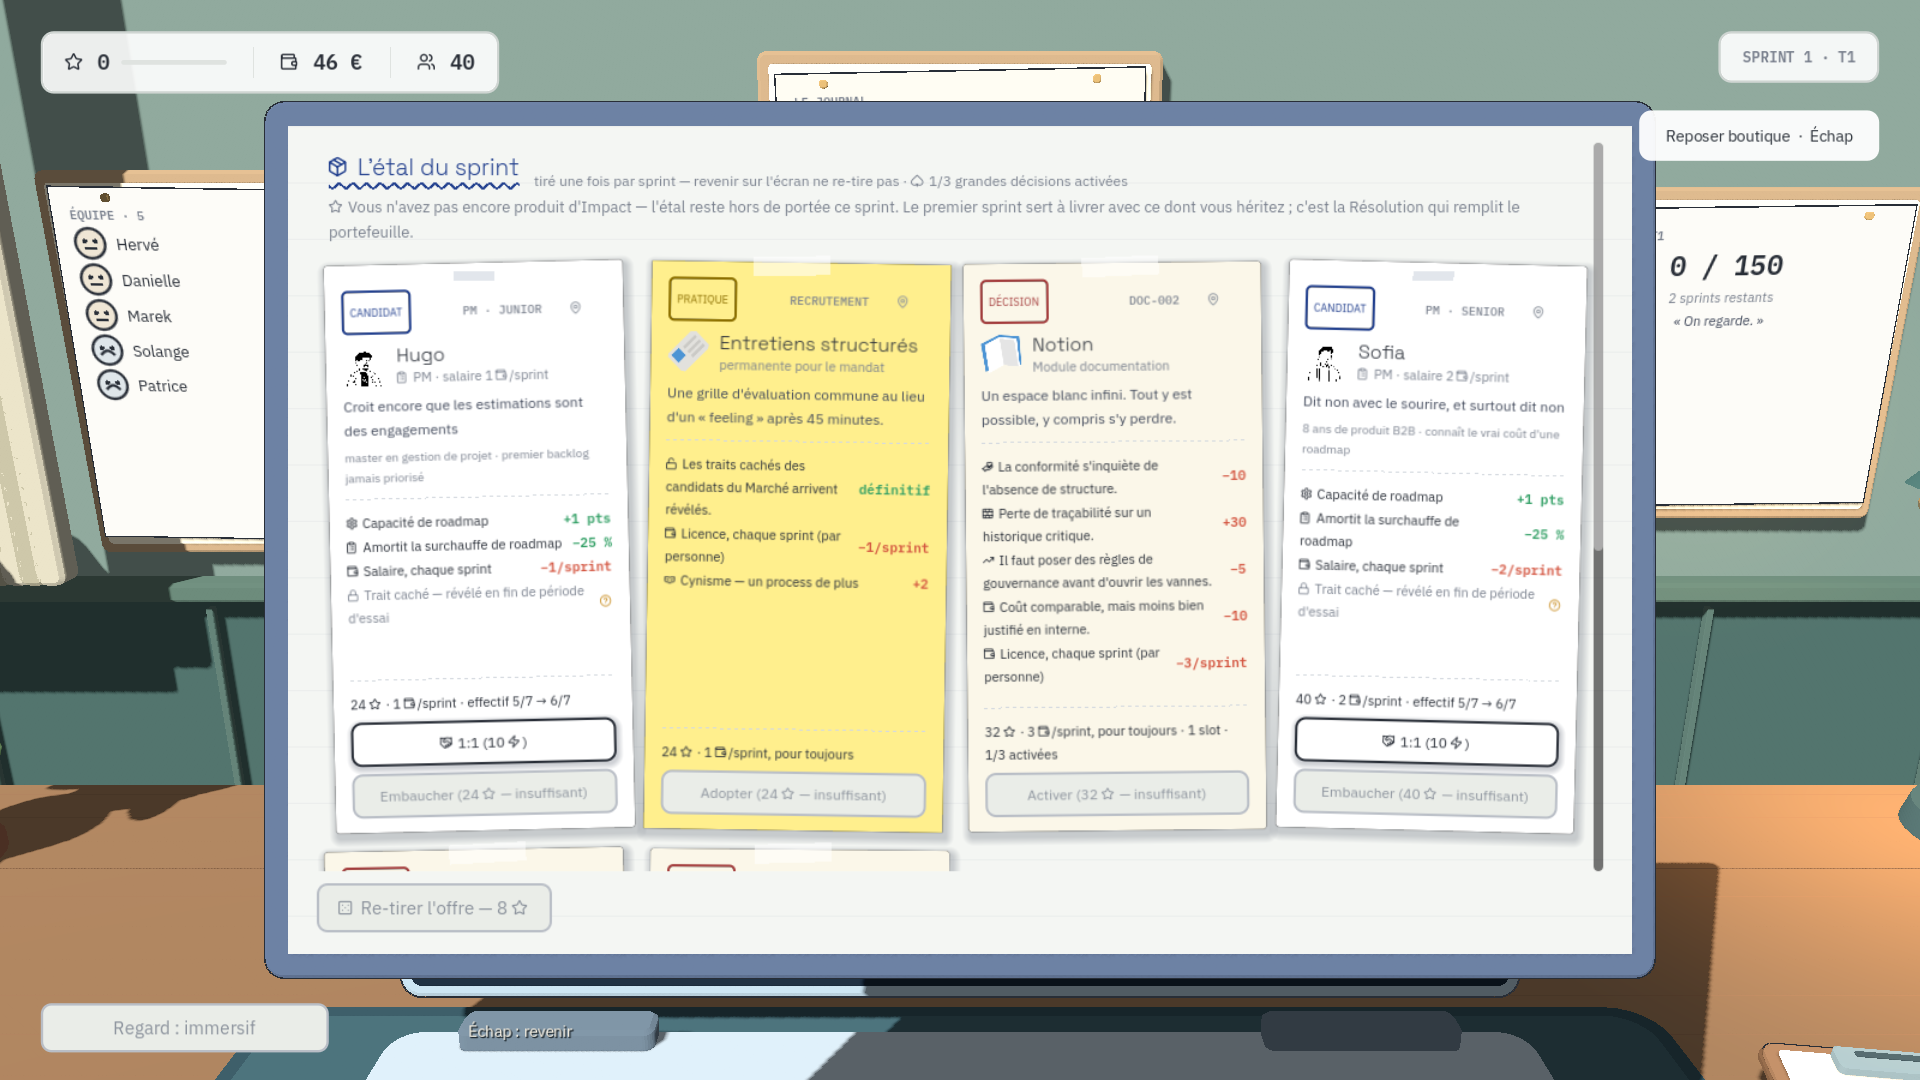 0
46 €
40
SPRINT 1 · T1
LE JOURNAL
Reposer boutique · Échap
ÉQUIPE · 5
Hervé
Danielle
Marek
Solange
Patrice
L'étal du sprint
tiré une fois par sprint — revenir sur l'écran ne re-tire pas · 1/3 grandes décisions activées
Vous n'avez pas encore produit d'Impact — l'étal reste hors de portée ce sprint. Le premier sprint sert à livrer avec ce dont vous héritez ; c'est la Résolution qui remplit le
portefeuille.
CANDIDAT
PM · JUNIOR
Hugo
PM · salaire 1 /sprint
Croit encore que les estimations sont
des engagements
master en gestion de projet · premier backlog
jamais priorisé
Capacité de roadmap +1 pts
Amortit la surchauffe de roadmap −25 %
Salaire, chaque sprint −1/sprint
Trait caché — révélé en fin de période
d'essai
24 · 1 /sprint · effectif 5/7 → 6/7
1:1 (10 )
Embaucher (24 — insuffisant)
PRATIQUE
RECRUTEMENT
Entretiens structurés
permanente pour le mandat
Une grille d'évaluation commune au lieu
d'un « feeling » après 45 minutes.
Les traits cachés des
candidats du Marché arrivent définitif
révélés.
Licence, chaque sprint (par
personne) −1/sprint
Cynisme — un process de plus +2
24 · 1 /sprint, pour toujours
Adopter (24 — insuffisant)
DÉCISION
DOC-002
Notion
Module documentation
Un espace blanc infini. Tout y est
possible, y compris s'y perdre.
La conformité s'inquiète de
l'absence de structure. −10
Perte de traçabilité sur un
historique critique. +30
Il faut poser des règles de
gouvernance avant d'ouvrir les vannes. −5
Coût comparable, mais moins bien
justifié en interne. −10
Licence, chaque sprint (par
personne) −3/sprint
32 · 3 /sprint, pour toujours · 1 slot ·
1/3 activées
Activer (32 — insuffisant)
CANDIDAT
PM · SENIOR
Sofia
PM · salaire 2 /sprint
Dit non avec le sourire, et surtout dit non
8 ans de produit B2B · connaît le vrai coût d'une
roadmap
Capacité de roadmap +1 pts
Amortit la surchauffe de
roadmap −25 %
Salaire, chaque sprint −2/sprint
Trait caché — révélé en fin de période
d'essai
40 · 2 /sprint · effectif 5/7 → 6/7
1:1 (10 )
Embaucher (40 — insuffisant)
T1
0 / 150
2 sprints restants
« On regarde. »
Re-tirer l'offre — 8
Regard : immersif
Échap : revenir